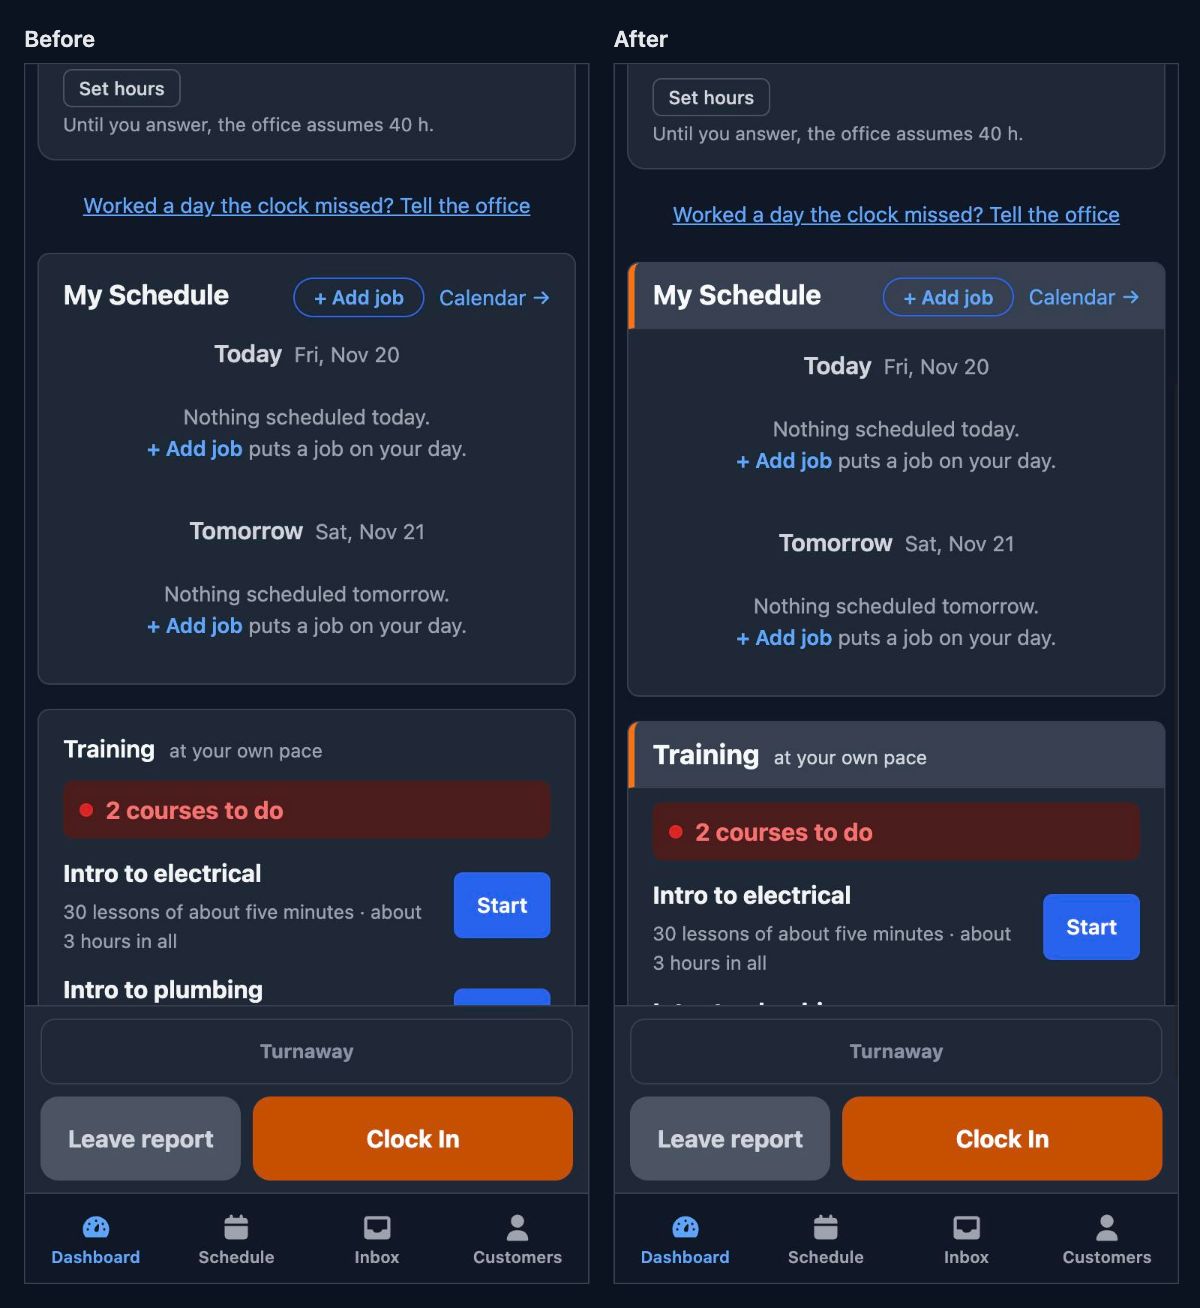 Before
Set hours
Until you answer, the office assumes 40 h.
Worked a day the clock missed? Tell the office
My Schedule
+ Add job
Calendar →
Today Fri, Nov 20
Nothing scheduled today.
+ Add job puts a job on your day.
Tomorrow Sat, Nov 21
Nothing scheduled tomorrow.
+ Add job puts a job on your day.
Training at your own pace
2 courses to do
Intro to electrical
30 lessons of about five minutes · about
3 hours in all
Start
Intro to plumbing
Turnaway
Leave report
Clock In
Dashboard
Schedule
Inbox
Customers
After
Set hours
Until you answer, the office assumes 40 h.
Worked a day the clock missed? Tell the office
My Schedule
+ Add job
Calendar →
Today Fri, Nov 20
Nothing scheduled today.
+ Add job puts a job on your day.
Tomorrow Sat, Nov 21
Nothing scheduled tomorrow.
+ Add job puts a job on your day.
Training at your own pace
2 courses to do
Intro to electrical
30 lessons of about five minutes · about
3 hours in all
Start
Turnaway
Leave report
Clock In
Dashboard
Schedule
Inbox
Customers